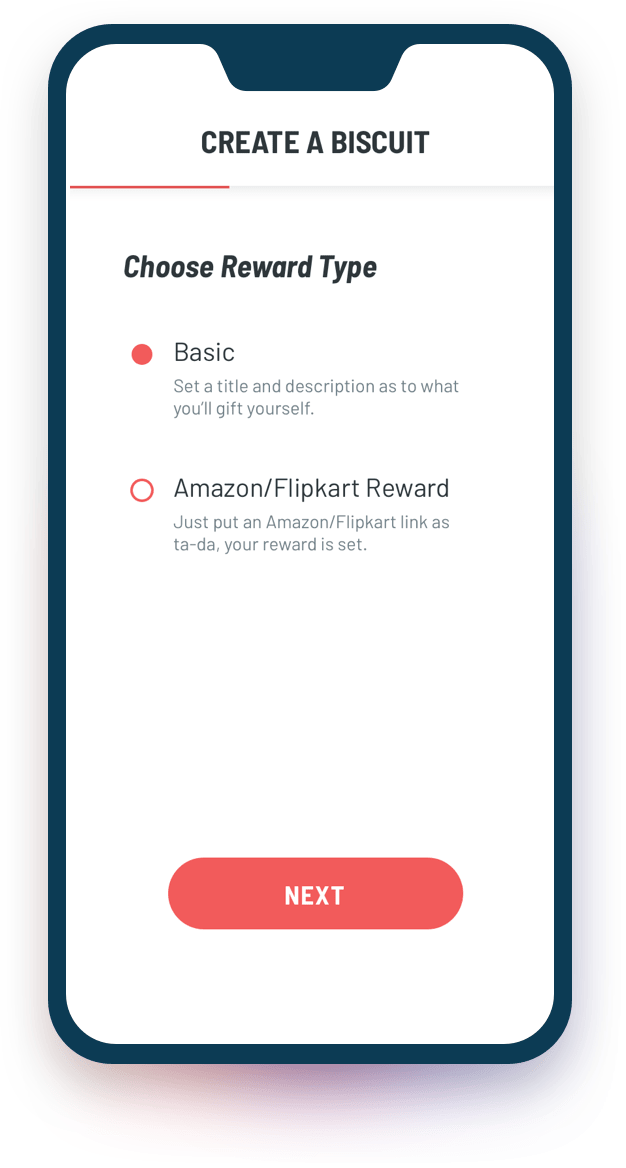 CREATE A BISCUIT
Choose Reward Type
Basic
Set a title and description as to what
you'll gift yourself.
Amazon/Flipkart Reward
Just put an Amazon/Flipkart link as
ta-da, your reward is set.
NEXT